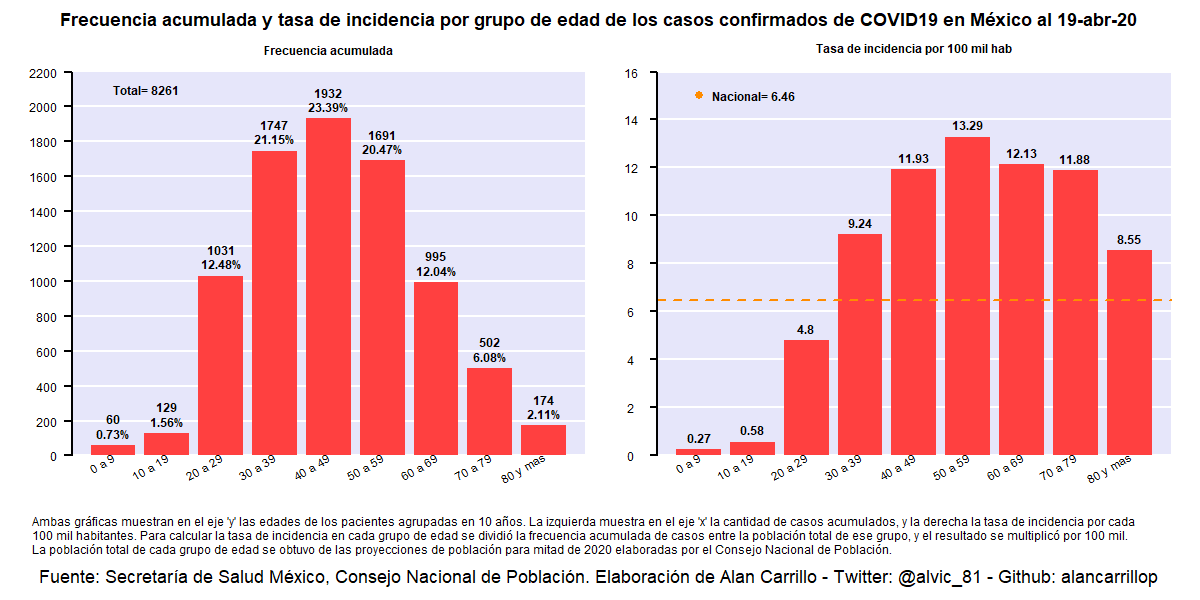 Frecuencia acumulada y tasa de incidencia por grupo de edad de los casos confirmados de COVID19 en México al 19-abr-20
Frecuencia acumulada
2200
2000
1800
1600
1400
1200
1000
800
600
400
200
0
Total= 8261
60
0.73%
129
1.56%
1031
12.48%
1747
21.15%
1932
23.39%
1691
20.47%
995
12.04%
502
6.08%
174
2.11%
0 a 9
10 a 19
20 a 29
30 a 39
40 a 49
50 a 59
60 a 69
70 a 79
80 y mas
Tasa de incidencia por 100 mil hab
16
14
12
10
8
6
4
2
0
Nacional= 6.46
0.27
0.58
4.8
9.24
11.93
13.29
12.13
11.88
8.55
0 a 9
10 a 19
20 a 29
30 a 39
40 a 49
50 a 59
60 a 69
70 a 79
80 y mas
Ambas gráficas muestran en el eje 'y' las edades de los pacientes agrupadas en 10 años. La izquierda muestra en el eje 'x' la cantidad de casos acumulados, y la derecha la tasa de incidencia por cada
100 mil habitantes. Para calcular la tasa de incidencia en cada grupo de edad se dividió la frecuencia acumulada de casos entre la población total de ese grupo, y el resultado se multiplicó por 100 mil.
La población total de cada grupo de edad se obtuvo de las proyecciones de población para mitad de 2020 elaboradas por el Consejo Nacional de Población.
Fuente: Secretaría de Salud México, Consejo Nacional de Población. Elaboración de Alan Carrillo - Twitter: @alvic_81 - Github: alancarrillop